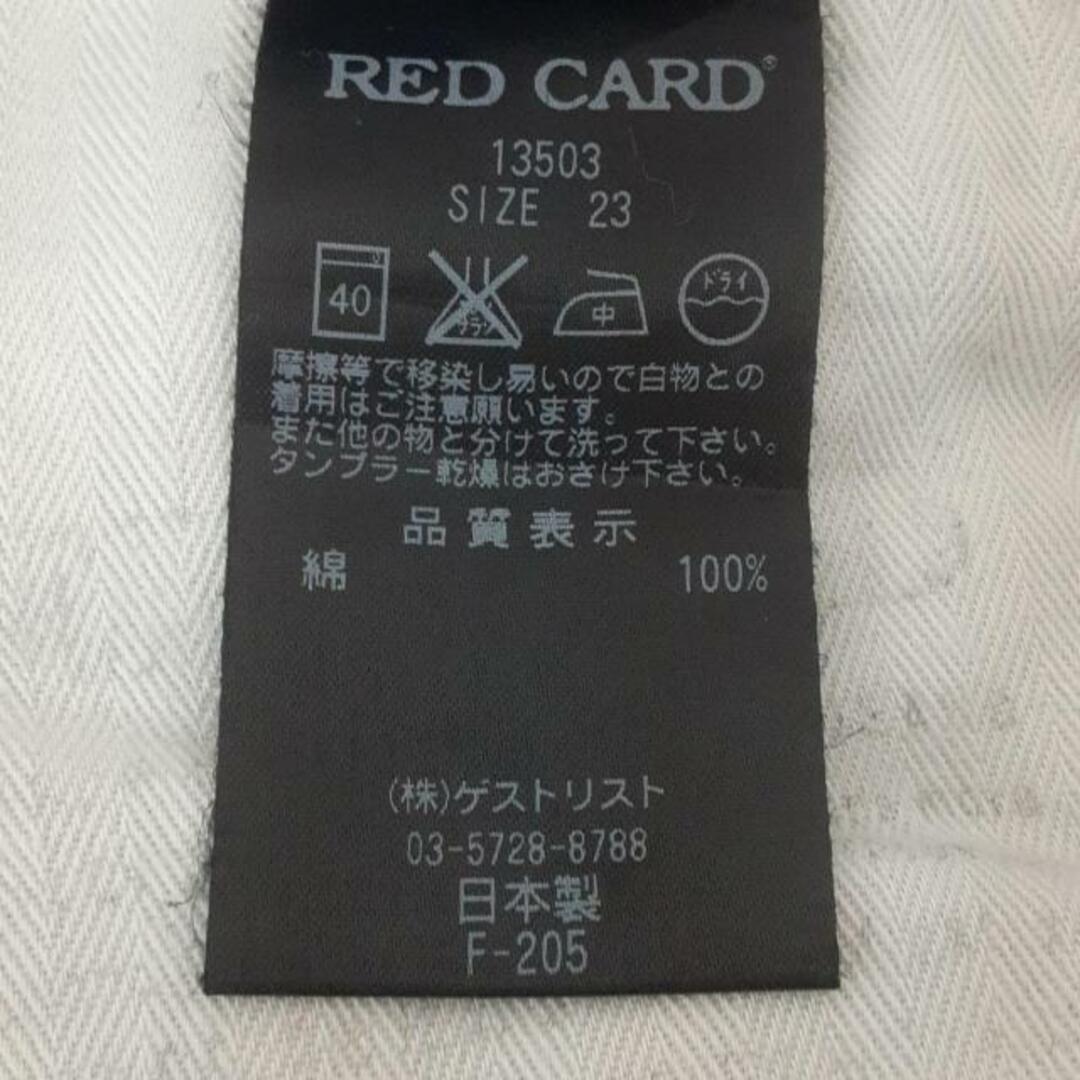 RED CARD®
13503
SIZE 23
40 中 ドライ
摩擦等で移染し易いので白物との
着用はご注意願います。
また他の物と分けて洗って下さい。
タンブラー乾燥はおさけ下さい。
品質表示
綿 100%
(株)ゲストリスト
03-5728-8788
日本製
F-205